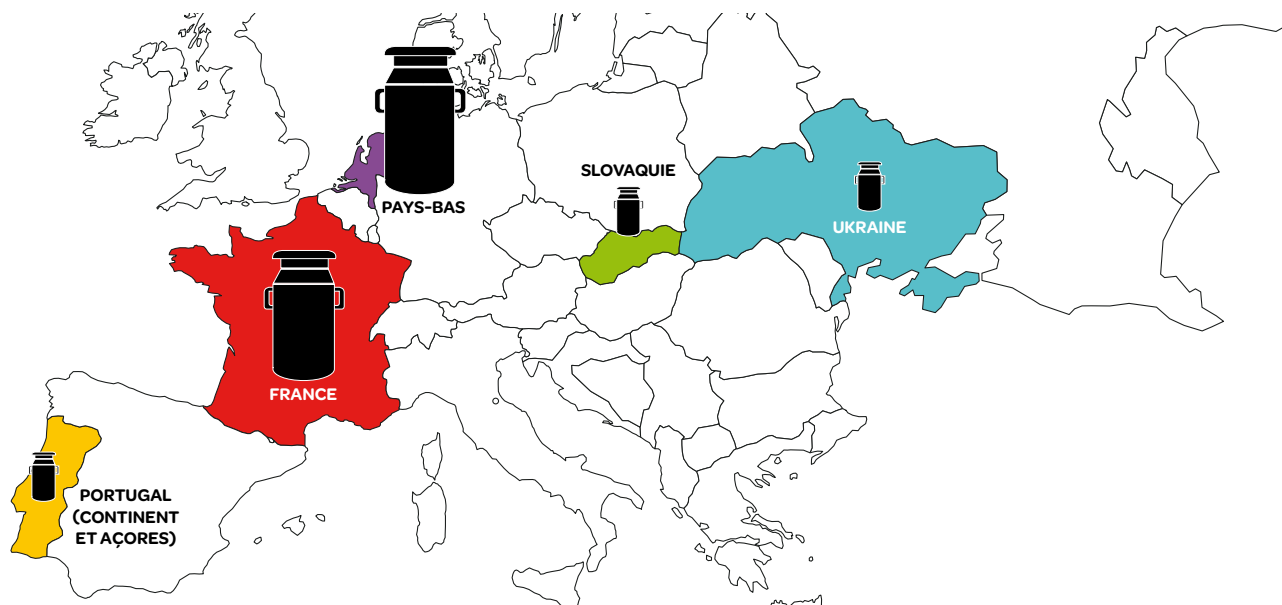 SLOVAQUIE
PAYS-BAS
UKRAINE
FRANCE
PORTUGAL
(CONTINENT
ET AÇORES)